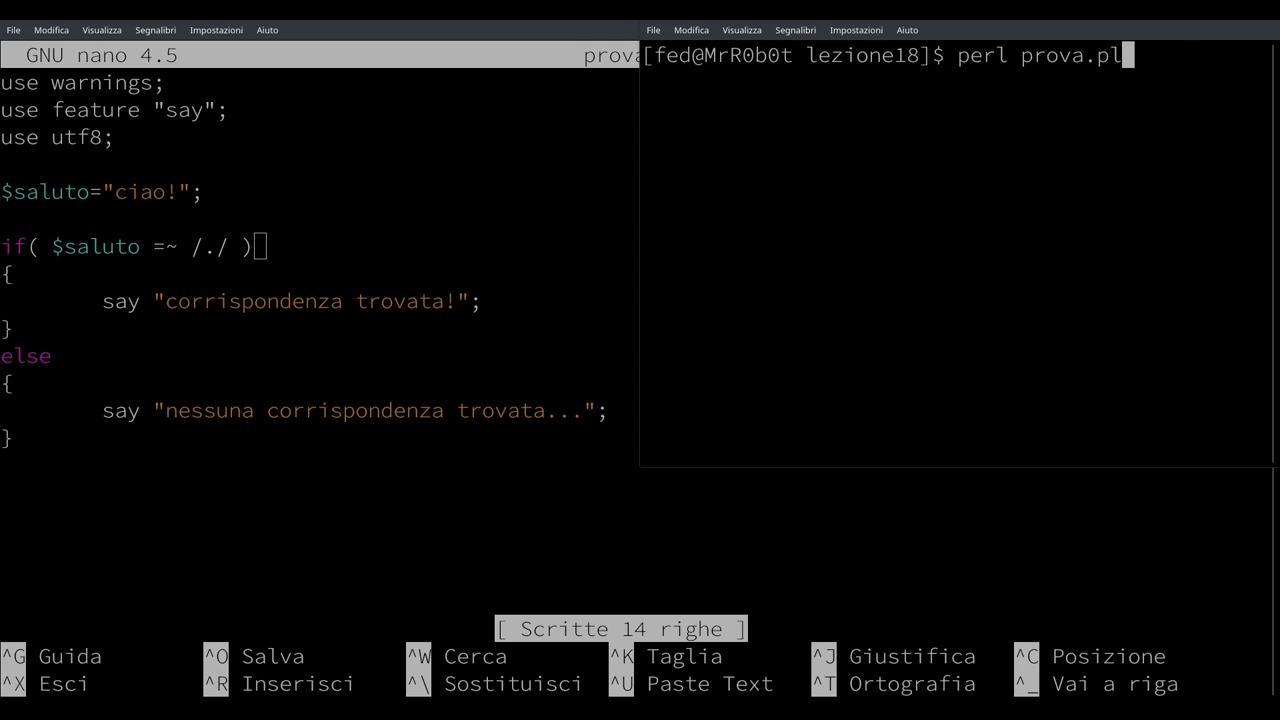 File Modifica Visualizza Segnalibri Impostazioni Aiuto
GNU nano 4.5 prova
use warnings;
use feature "say";
use utf8;
$saluto="ciao!";
if( $saluto =~ /./ )
{
say "corrispondenza trovata!";
}
else
{
say "nessuna corrispondenza trovata...";
}
[ Scritte 14 righe ]
^G Guida ^O Salva ^W Cerca ^K Taglia ^J Giustifica ^C Posizione
^X Esci ^R Inserisci ^\ Sostituisci ^U Paste Text ^T Ortografia ^_ Vai a riga
File Modifica Visualizza Segnalibri Impostazioni Aiuto
[fed@MrR0b0t lezione18]$ perl prova.pl